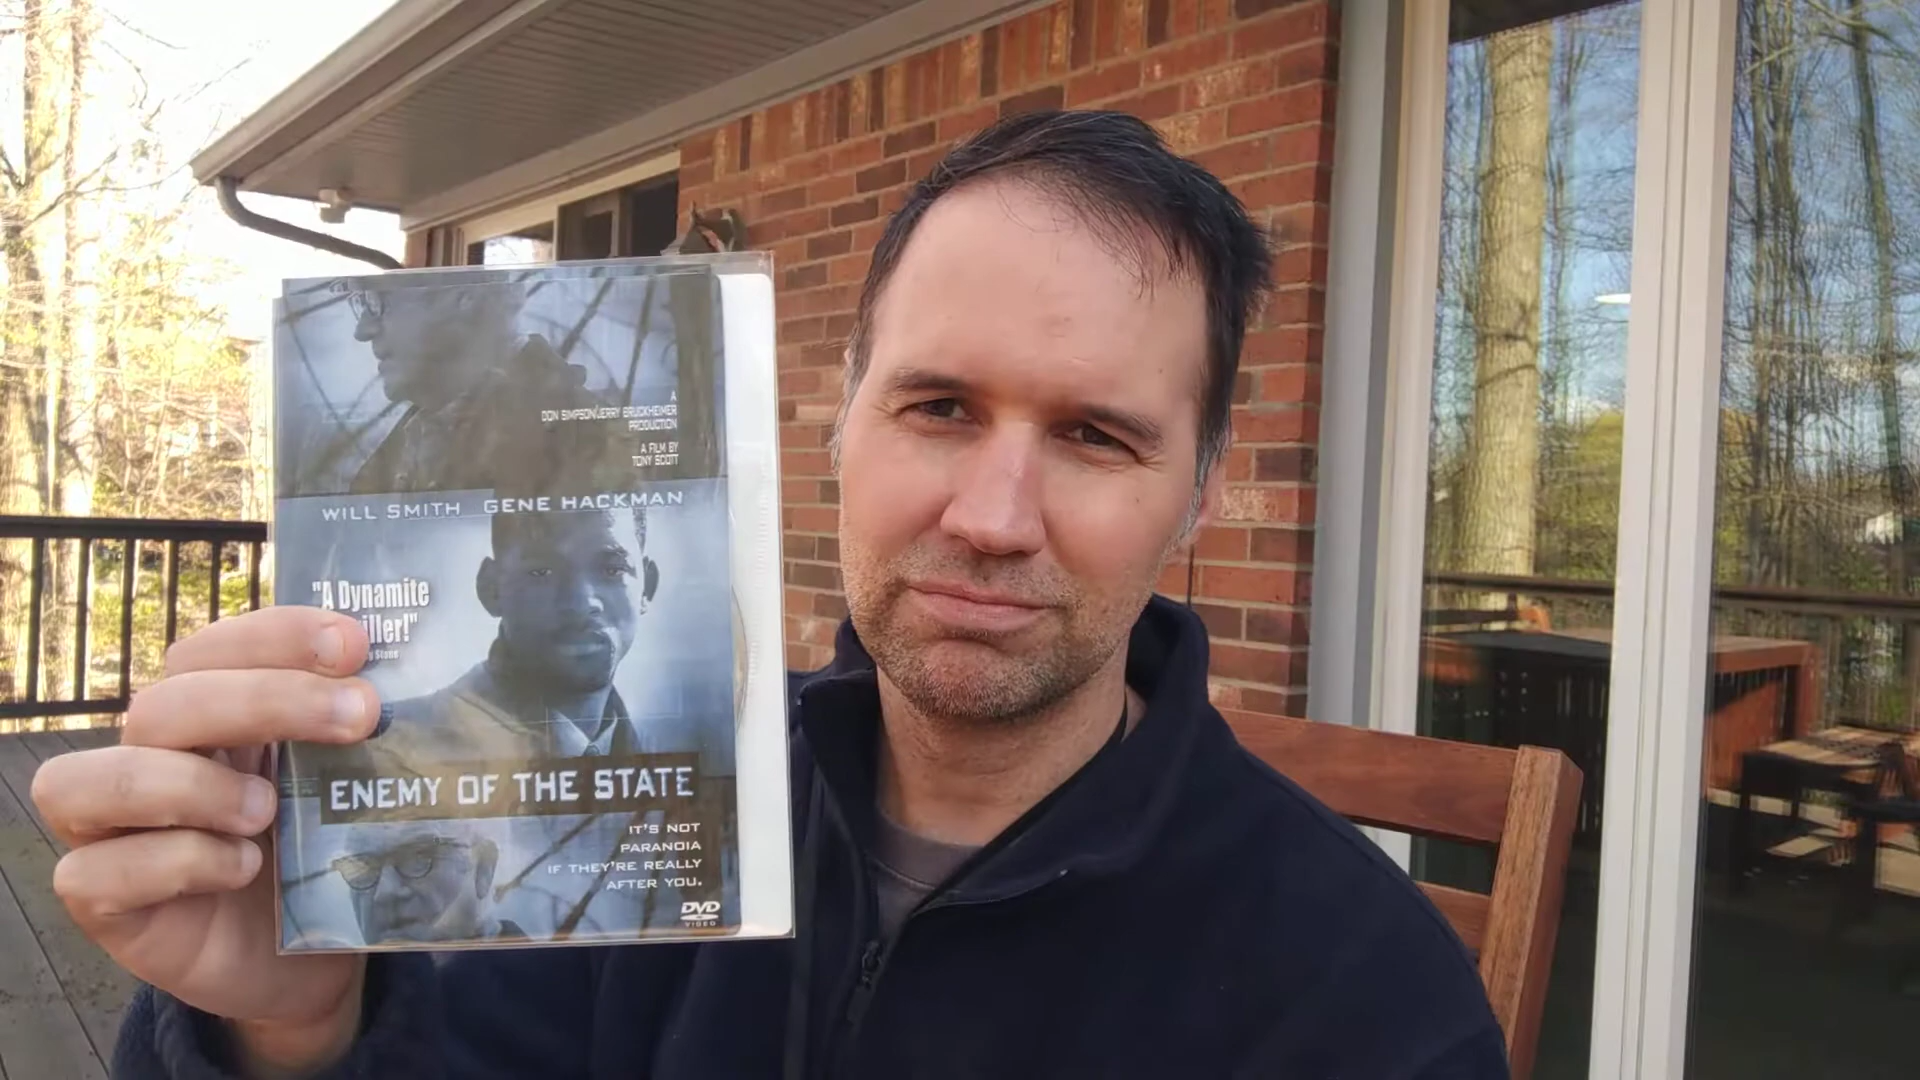 A
DON SIMPSON/JERRY BRUCKHEIMER
PRODUCTION
A FILM BY
TONY SCOTT
WILL SMITH GENE HACKMAN
"A Dynamite
iller!"
ENEMY OF THE STATE
IT'S NOT
PARANOIA
IF THEY'RE REALLY
AFTER YOU.
DVD
VIDEO